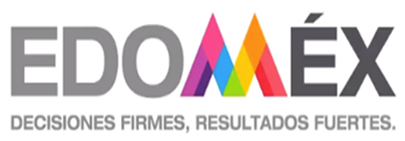 EDOMÉX
DECISIONES FIRMES, RESULTADOS FUERTES.